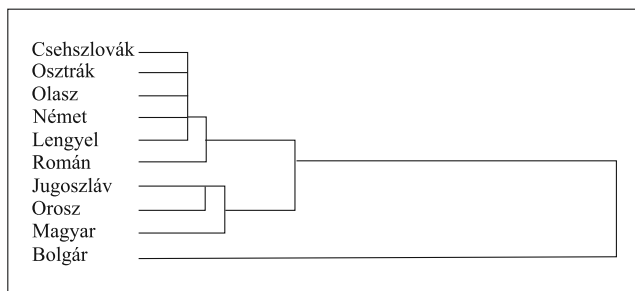 Csehszlovák
Osztrák
Olasz
Német
Lengyel
Román
Jugoszláv
Orosz
Magyar
Bolgár